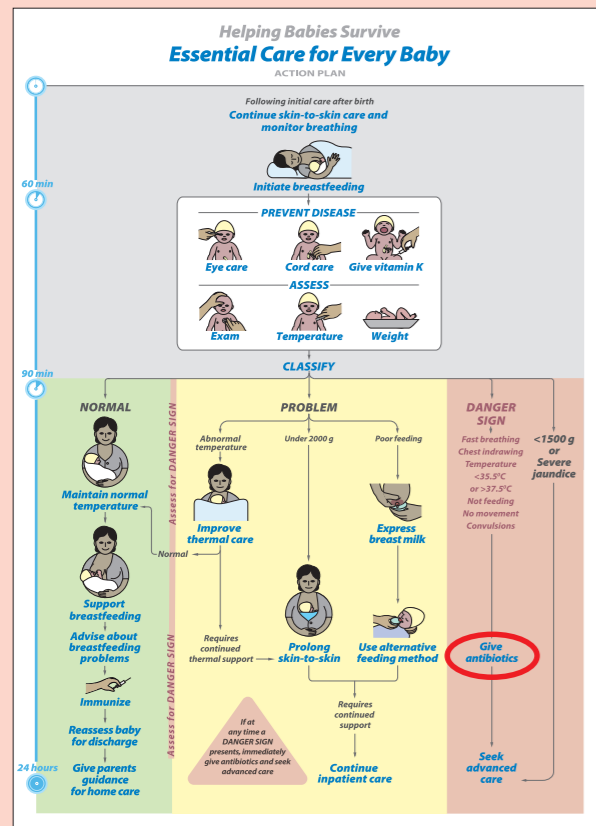 Helping Babies Survive
Essential Care for Every Baby
ACTION PLAN
Following initial care after birth
Continue skin-to-skin care and
monitor breathing
60 min
Initiate breastfeeding
PREVENT DISEASE
Eye care
Cord care
Give vitamin K
ASSESS
Exam
Temperature
Weight
90 min
CLASSIFY
NORMAL
Maintain normal
temperature
Support
breastfeeding
Advise about
breastfeeding
problems
Immunize
Reassess baby
for discharge
24 hours
Give parents
guidance
for home care
Assess for DANGER SIGN
Assess for DANGER SIGN
PROBLEM
Abnormal
temperature
Improve
thermal care
Normal
Requires
continued
thermal support
Under 2000 g
Prolong
skin-to-skin
Poor feeding
Express
breast milk
Use alternative
feeding method
Requires
continued
support
Continue
inpatient care
If at
any time a
DANGER SIGN
presents, immediately
give antibiotics and seek
advanced care
DANGER
SIGN
Fast breathing
Chest indrawing
Temperature
<35.5°C
or >37.5°C
Not feeding
No movement
Convulsions
Give
antibiotics
Seek
advanced
care
<1500 g
or
Severe
jaundice